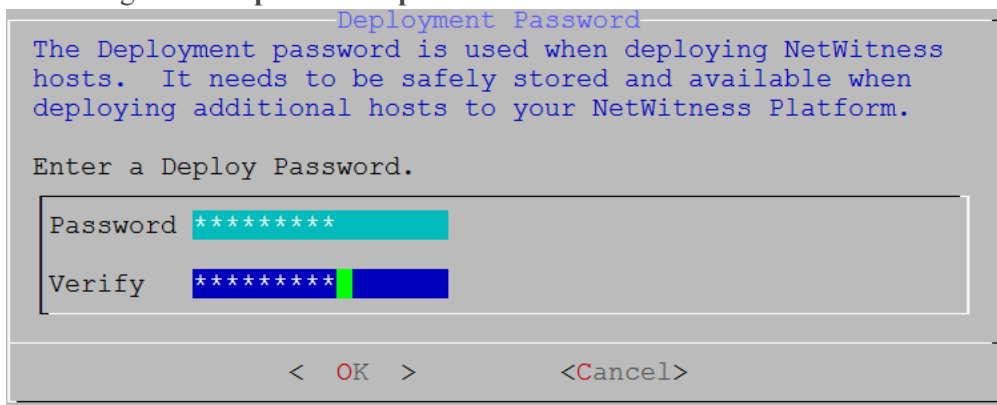 Deployment Password
The Deployment password is used when deploying NetWitness
hosts.  It needs to be safely stored and available when
deploying additional hosts to your NetWitness Platform.
Enter a Deploy Password.
Password *********
Verify *********
< OK > <Cancel>